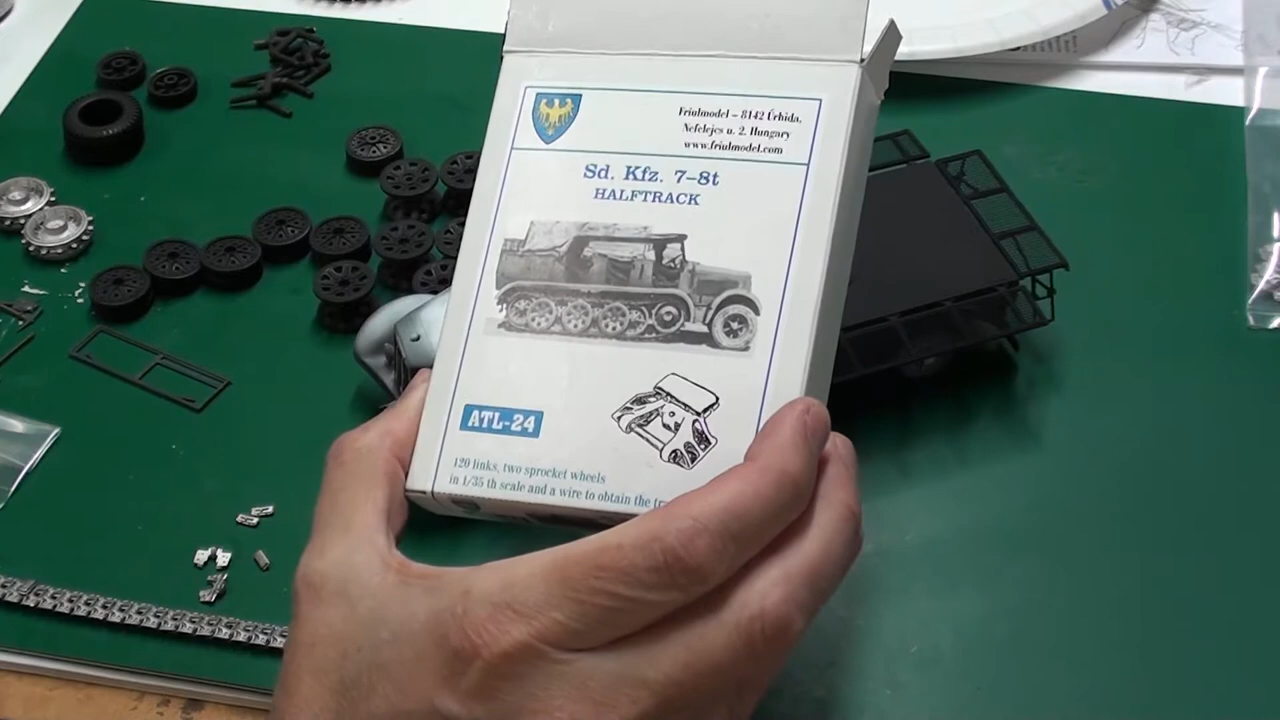 Friulmodel – 8142 Úrhida,
Nefelejcs u. 2. Hungary
www.friulmodel.com
Sd. Kfz. 7–8t
HALFTRACK
ATL-24
120 links, two sprocket wheels
in 1/35 th scale and a wire to obtain the